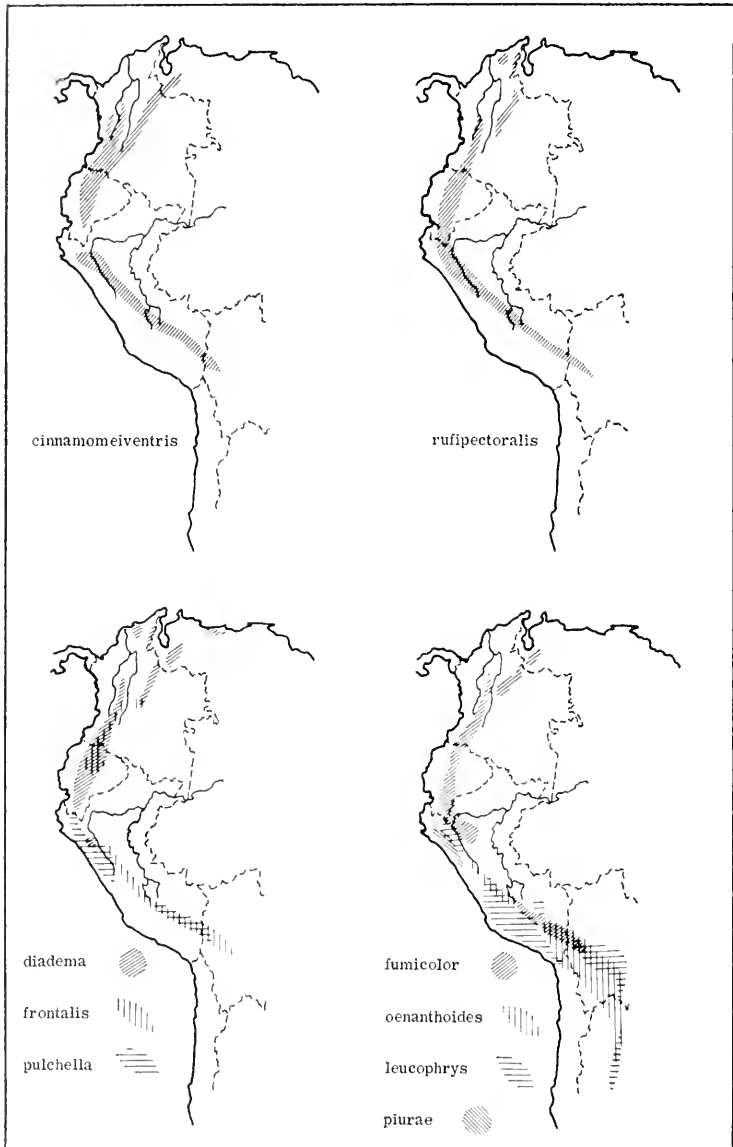 cinnamomeiventris
rufipectoralis
diadema
frontalis
pulchella
fumicolor
oenanthoides
leucophrys
piurae